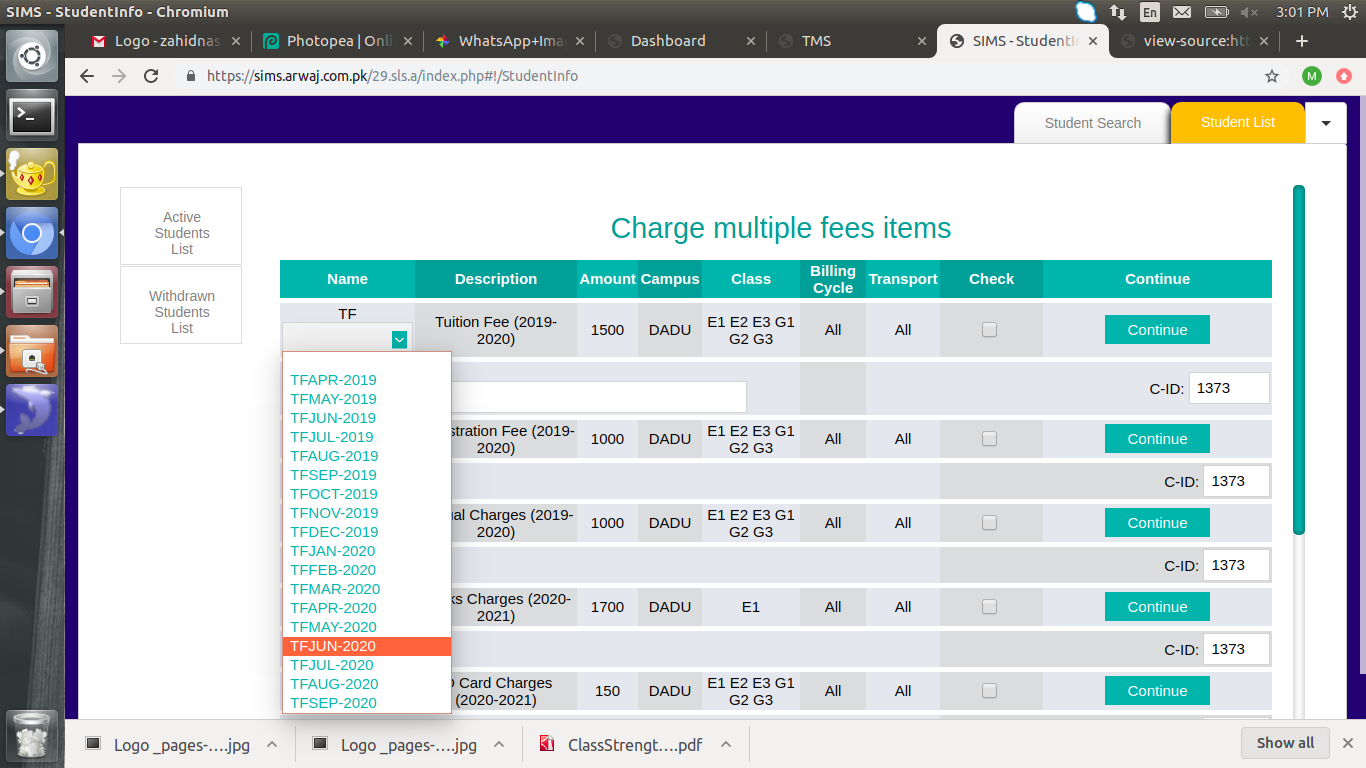 SIMS - StudentInfo - Chromium
En
3:01 PM
Logo - zahidnas
Photopea | Onli
WhatsApp+Ima
Dashboard
TMS
SIMS - StudentIn
view-source:htt
https://sims.arwaj.com.pk/29.sls.a/index.php#!/StudentInfo
M
Student Search
Student List
Active
Students
List
Withdrawn
Students
List
Charge multiple fees items
Name Description Amount Campus Class Billing Cycle Transport Check Continue
TF
Tuition Fee (2019-
2020)
1500 DADU
E1 E2 E3 G1
G2 G3
All All Continue
C-ID: 1373
stration Fee (2019-
2020)
1000 DADU
E1 E2 E3 G1
G2 G3
All All Continue
C-ID: 1373
al Charges (2019-
2020)
1000 DADU
E1 E2 E3 G1
G2 G3
All All Continue
C-ID: 1373
ks Charges (2020-
2021)
1700 DADU E1 All All Continue
C-ID: 1373
Card Charges
(2020-2021)
150 DADU
E1 E2 E3 G1
G2 G3
All All Continue
TFAPR-2019
TFMAY-2019
TFJUN-2019
TFJUL-2019
TFAUG-2019
TFSEP-2019
TFOCT-2019
TFNOV-2019
TFDEC-2019
TFJAN-2020
TFFEB-2020
TFMAR-2020
TFAPR-2020
TFMAY-2020
TFJUN-2020
TFJUL-2020
TFAUG-2020
TFSEP-2020
Logo _pages-....jpg
Logo _pages-....jpg
ClassStrengt....pdf
Show all